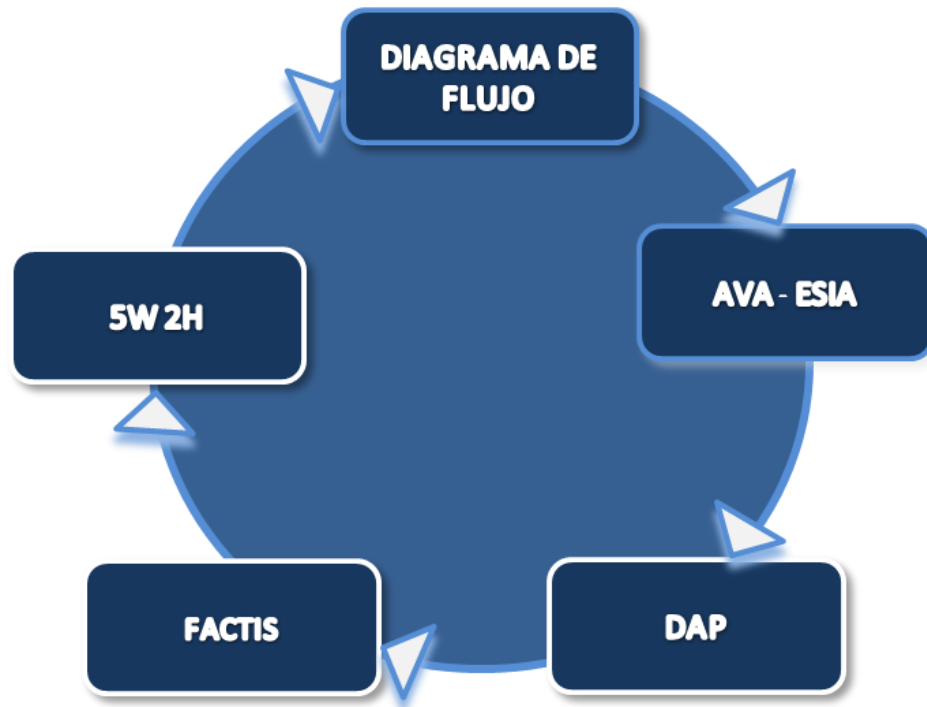 DIAGRAMA DE
FLUJO
AVA - ESIA
DAP
FACTIS
5W 2H